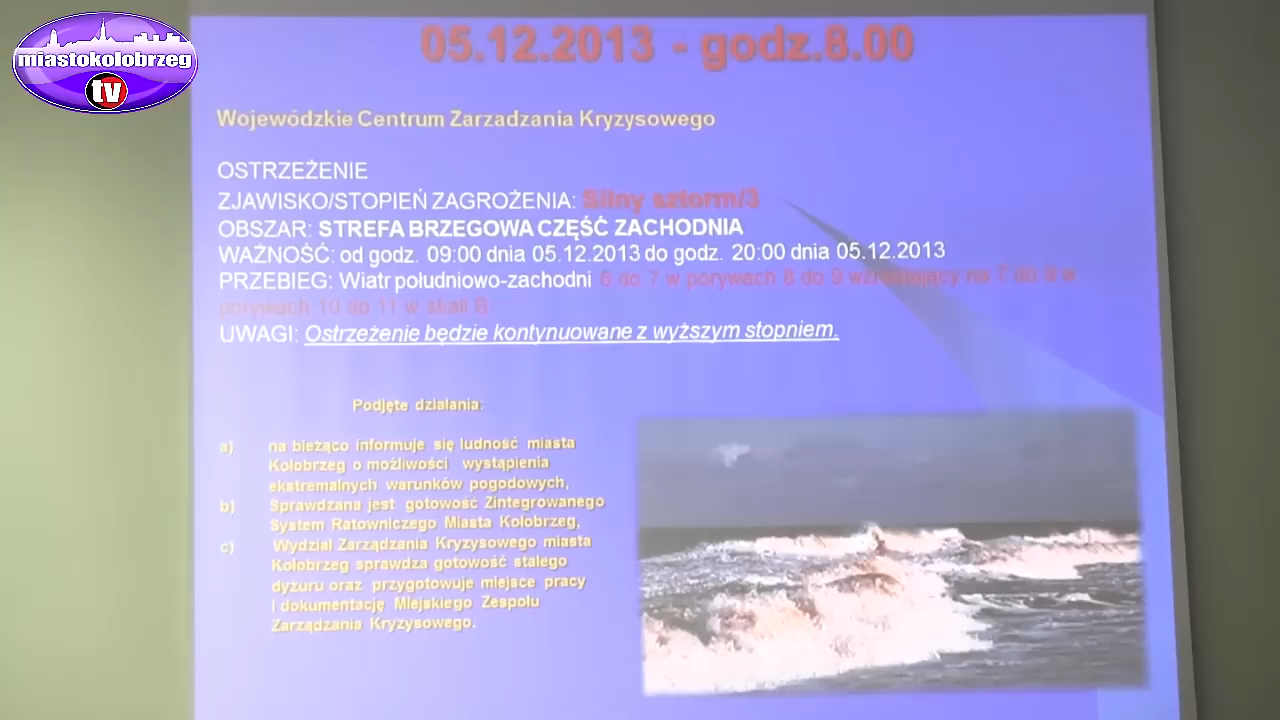 miastokolobrzeg
tv
05.12.2013 - godz.8.00
Wojewódzkie Centrum Zarzadzania Kryzysowego
OSTRZEŻENIE
ZJAWISKO/STOPIEŃ ZAGROŻENIA: Silny sztorm/3
OBSZAR: STREFA BRZEGOWA CZĘŚĆ ZACHODNIA
WAŻNOŚĆ: od godz. 09:00 dnia 05.12.2013 do godz. 20:00 dnia 05.12.2013
PRZEBIEG: Wiatr południowo-zachodni 6 do 7 w porywach 8 do 9 wzrastający na 7 do 9 w
porywach 10 do 11 w skali B
UWAGI: Ostrzeżenie będzie kontynuowane z wyższym stopniem.
Podjęte działania:
a) na bieżąco informuje się ludność miasta
Kołobrzeg o możliwości wystąpienia
ekstremalnych warunków pogodowych,
b) Sprawdzana jest gotowość Zintegrowanego
System Ratowniczego Miasta Kołobrzeg,
c) Wydział Zarządzania Kryzysowego miasta
Kołobrzeg sprawdza gotowość stałego
dyżuru oraz przygotowuje miejsce pracy
i dokumentację Miejskiego Zespołu
Zarządzania Kryzysowego.